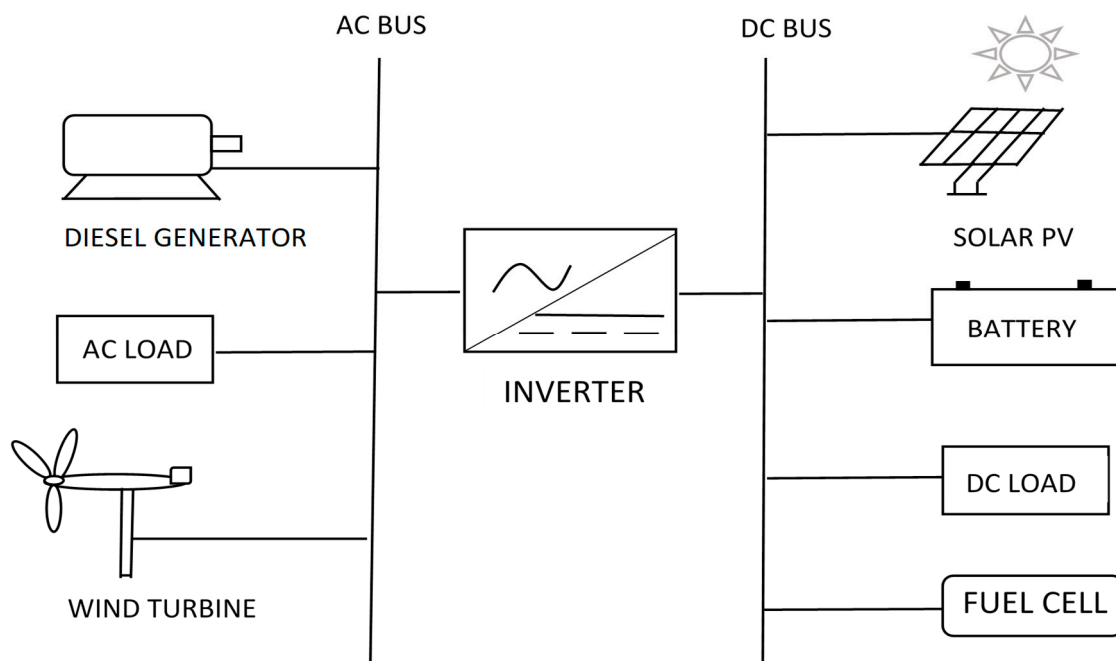 AC BUS
DC BUS
DIESEL GENERATOR
SOLAR PV
AC LOAD
BATTERY
INVERTER
DC LOAD
WIND TURBINE
FUEL CELL